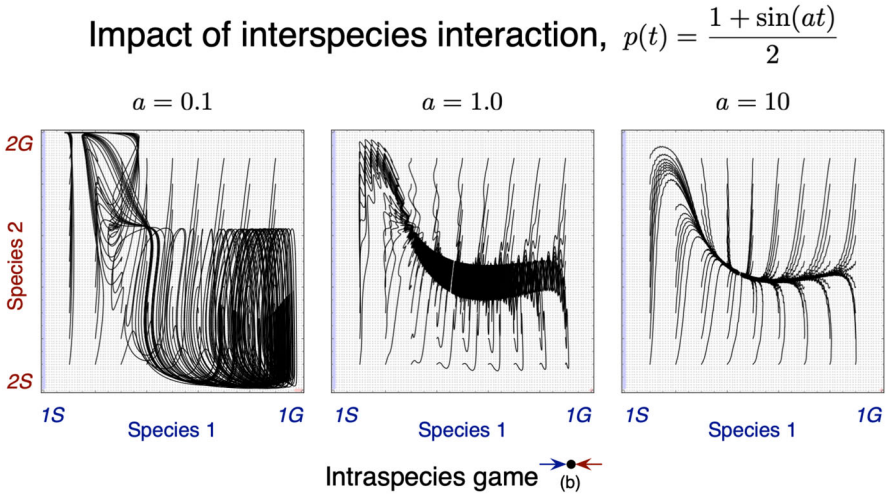 Impact of interspecies interaction, p(t) = \frac{1 + \sin(at)}{2}
a = 0.1
a = 1.0
a = 10
2G
Species 2
2S
1S
1G
1S
1G
1S
1G
Species 1
Species 1
Species 1
Intraspecies game
(b)